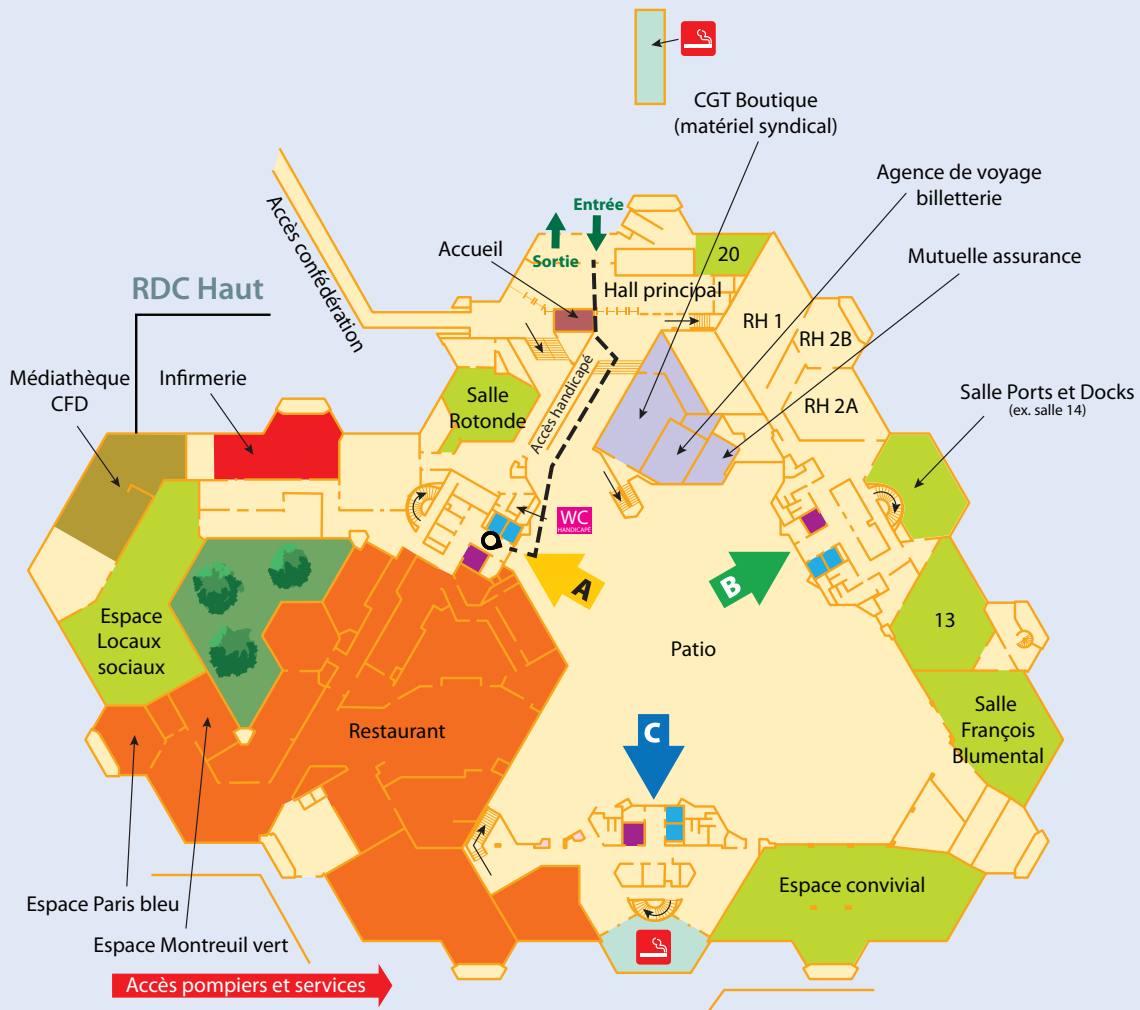 CGT Boutique
(matériel syndical)
Agence de voyage
billetterie
Mutuelle assurance
Accès confédération
Entrée
Sortie
Accueil
20
Hall principal
RDC Haut
RH 1
RH 2B
RH 2A
Médiathèque
CFD
Infirmerie
Salle
Rotonde
Accès handicapé
Salle Ports et Docks
(ex. salle 14)
WC
HANDICAPÉ
A
B
Espace
Locaux
sociaux
13
Patio
Restaurant
C
Salle
François
Blumental
Espace convivial
Espace Paris bleu
Espace Montreuil vert
Accès pompiers et services